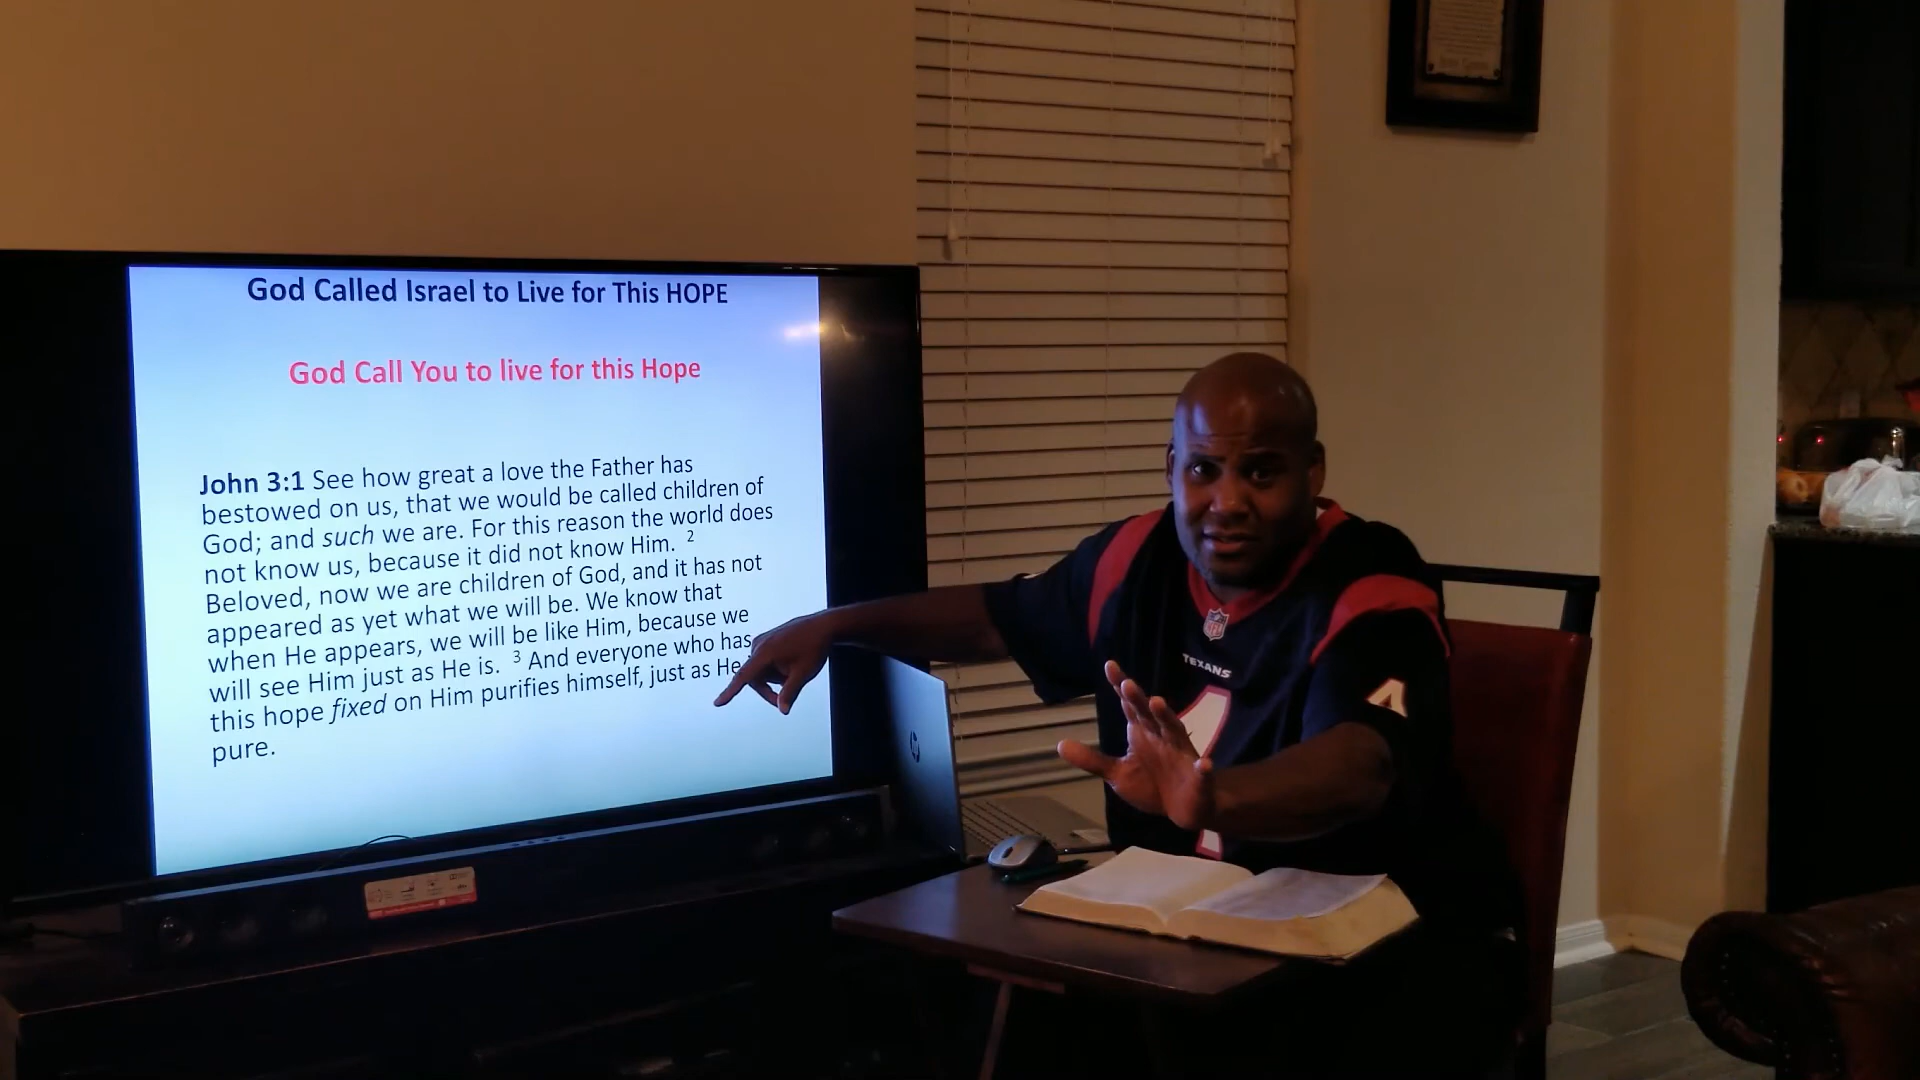 God Called Israel to Live for This HOPE
God Call You to live for this Hope
John 3:1 See how great a love the Father has
bestowed on us, that we would be called children of
God; and such we are. For this reason the world does
not know us, because it did not know Him. 2
Beloved, now we are children of God, and it has not
appeared as yet what we will be. We know that
when He appears, we will be like Him, because we
will see Him just as He is. 3 And everyone who has
this hope fixed on Him purifies himself, just as He
pure.
NFL
TEXANS
hp